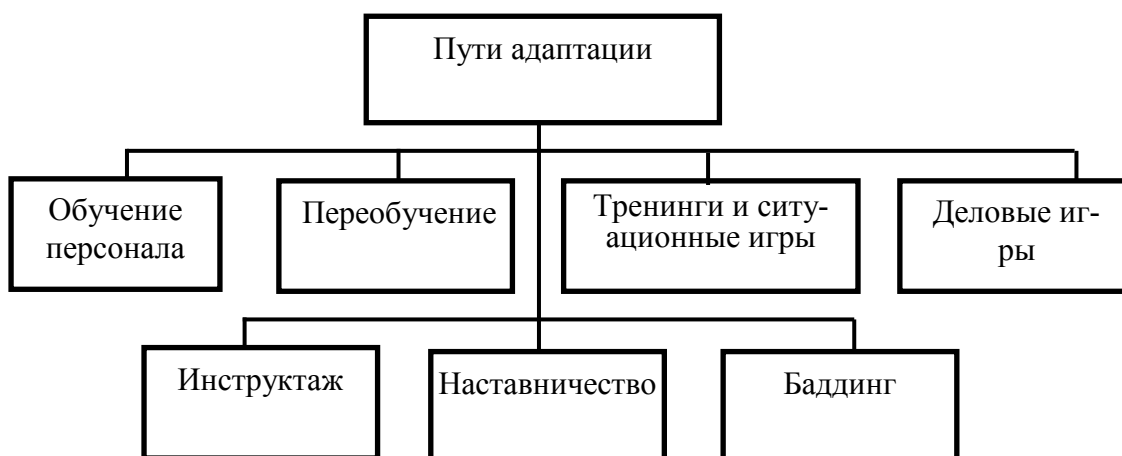 Пути адаптации
Обучение
персонала
Переобучение
Тренинги и ситу-
ационные игры
Деловые иг-
ры
Инструктаж
Наставничество
Баддинг